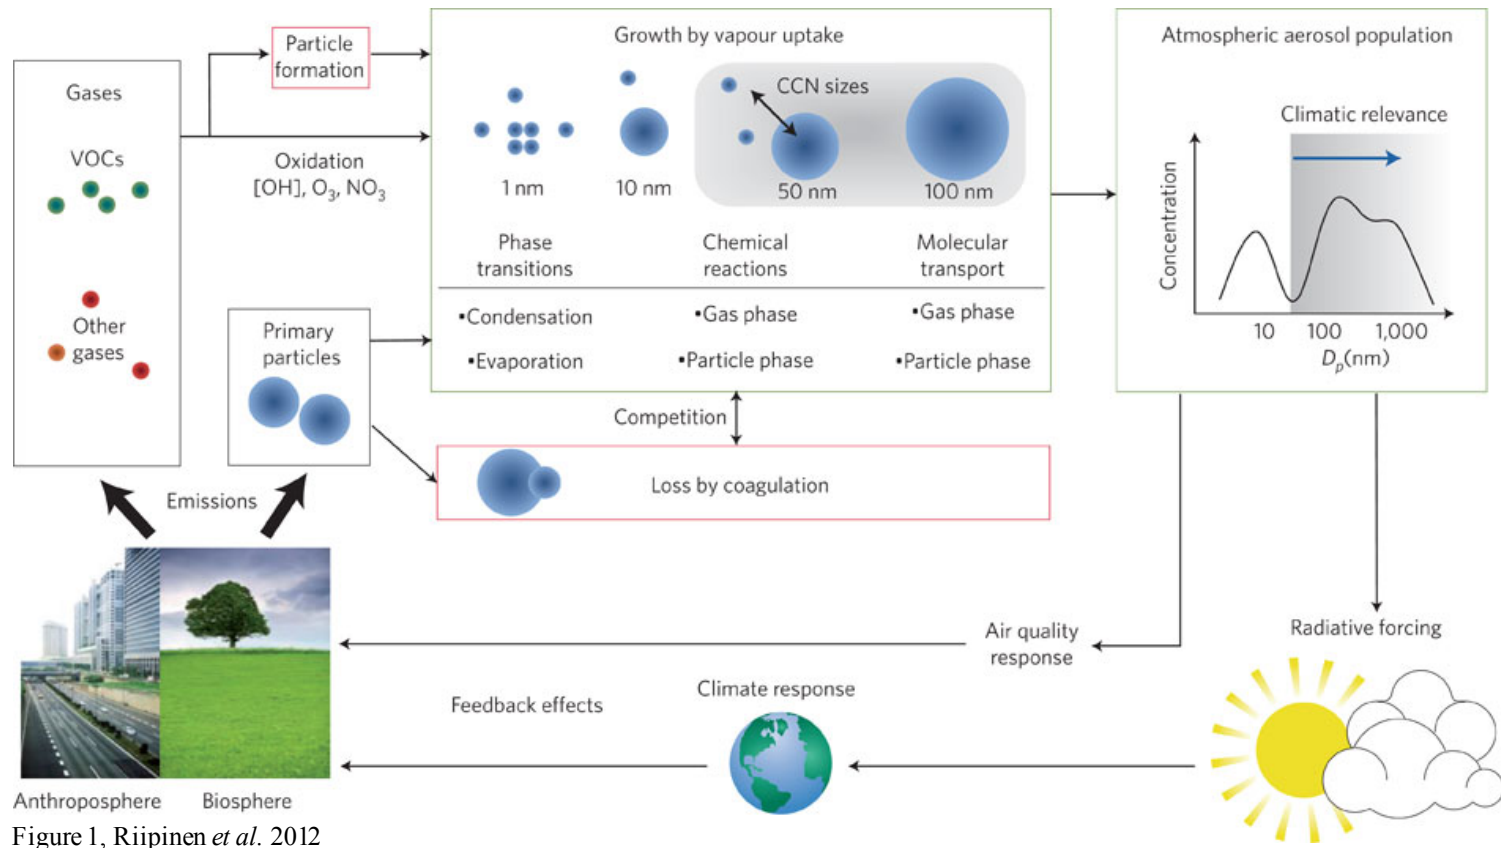 Particle
formation
Growth by vapour uptake
Atmospheric aerosol population
Gases
VOCs
Other
gases
Oxidation
[OH], O₃, NO₃
CCN sizes
1 nm
10 nm
50 nm
100 nm
Phase
transitions
Chemical
reactions
Molecular
transport
▪Condensation
▪Gas phase
▪Gas phase
▪Evaporation
▪Particle phase
▪Particle phase
Climatic relevance
Concentration
10
100
1,000
Dₚ(nm)
Primary
particles
Competition
Loss by coagulation
Emissions
Air quality
response
Radiative forcing
Climate response
Feedback effects
Anthroposphere
Biosphere
Figure 1, Riipinen et al. 2012